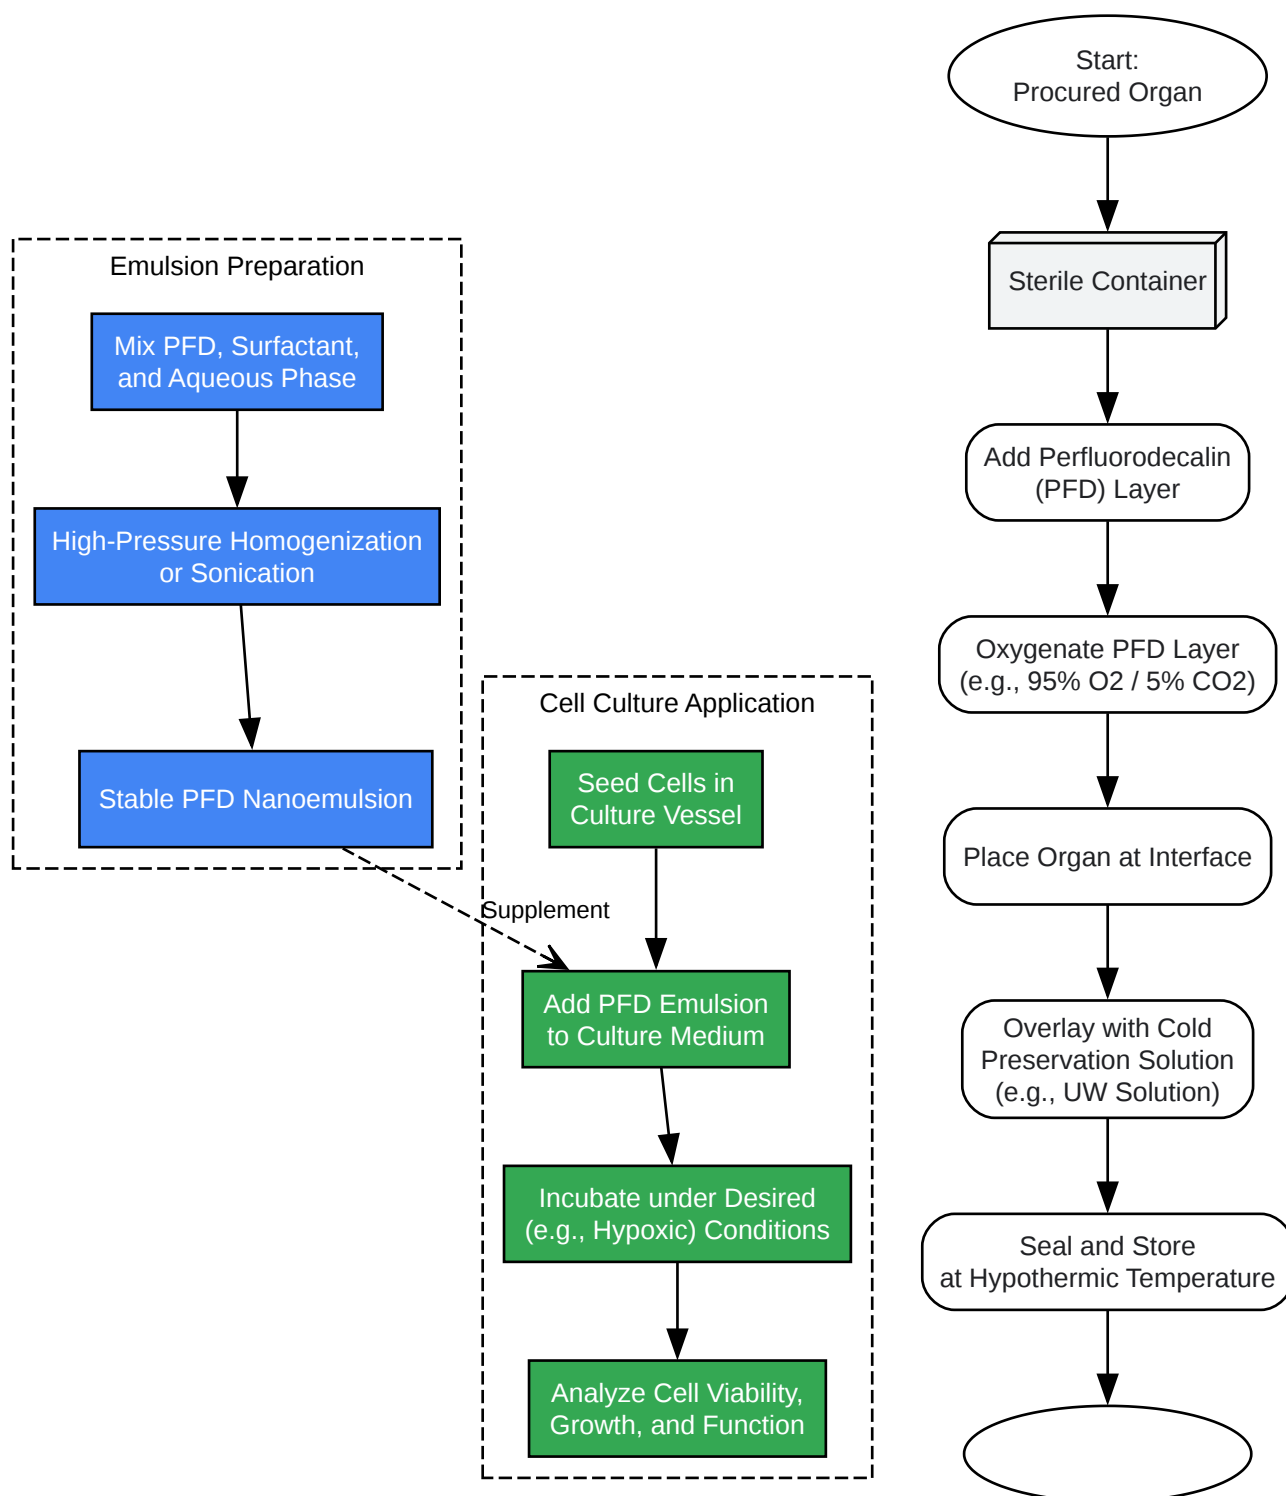 Emulsion Preparation
Mix PFD, Surfactant,
and Aqueous Phase
High-Pressure Homogenization
or Sonication
Stable PFD Nanoemulsion
Supplement
Cell Culture Application
Seed Cells in
Culture Vessel
Add PFD Emulsion
to Culture Medium
Incubate under Desired
(e.g., Hypoxic) Conditions
Analyze Cell Viability,
Growth, and Function
Start:
Procured Organ
Sterile Container
Add Perfluorodecalin
(PFD) Layer
Oxygenate PFD Layer
(e.g., 95% O2 / 5% CO2)
Place Organ at Interface
Overlay with Cold
Preservation Solution
(e.g., UW Solution)
Seal and Store
at Hypothermic Temperature